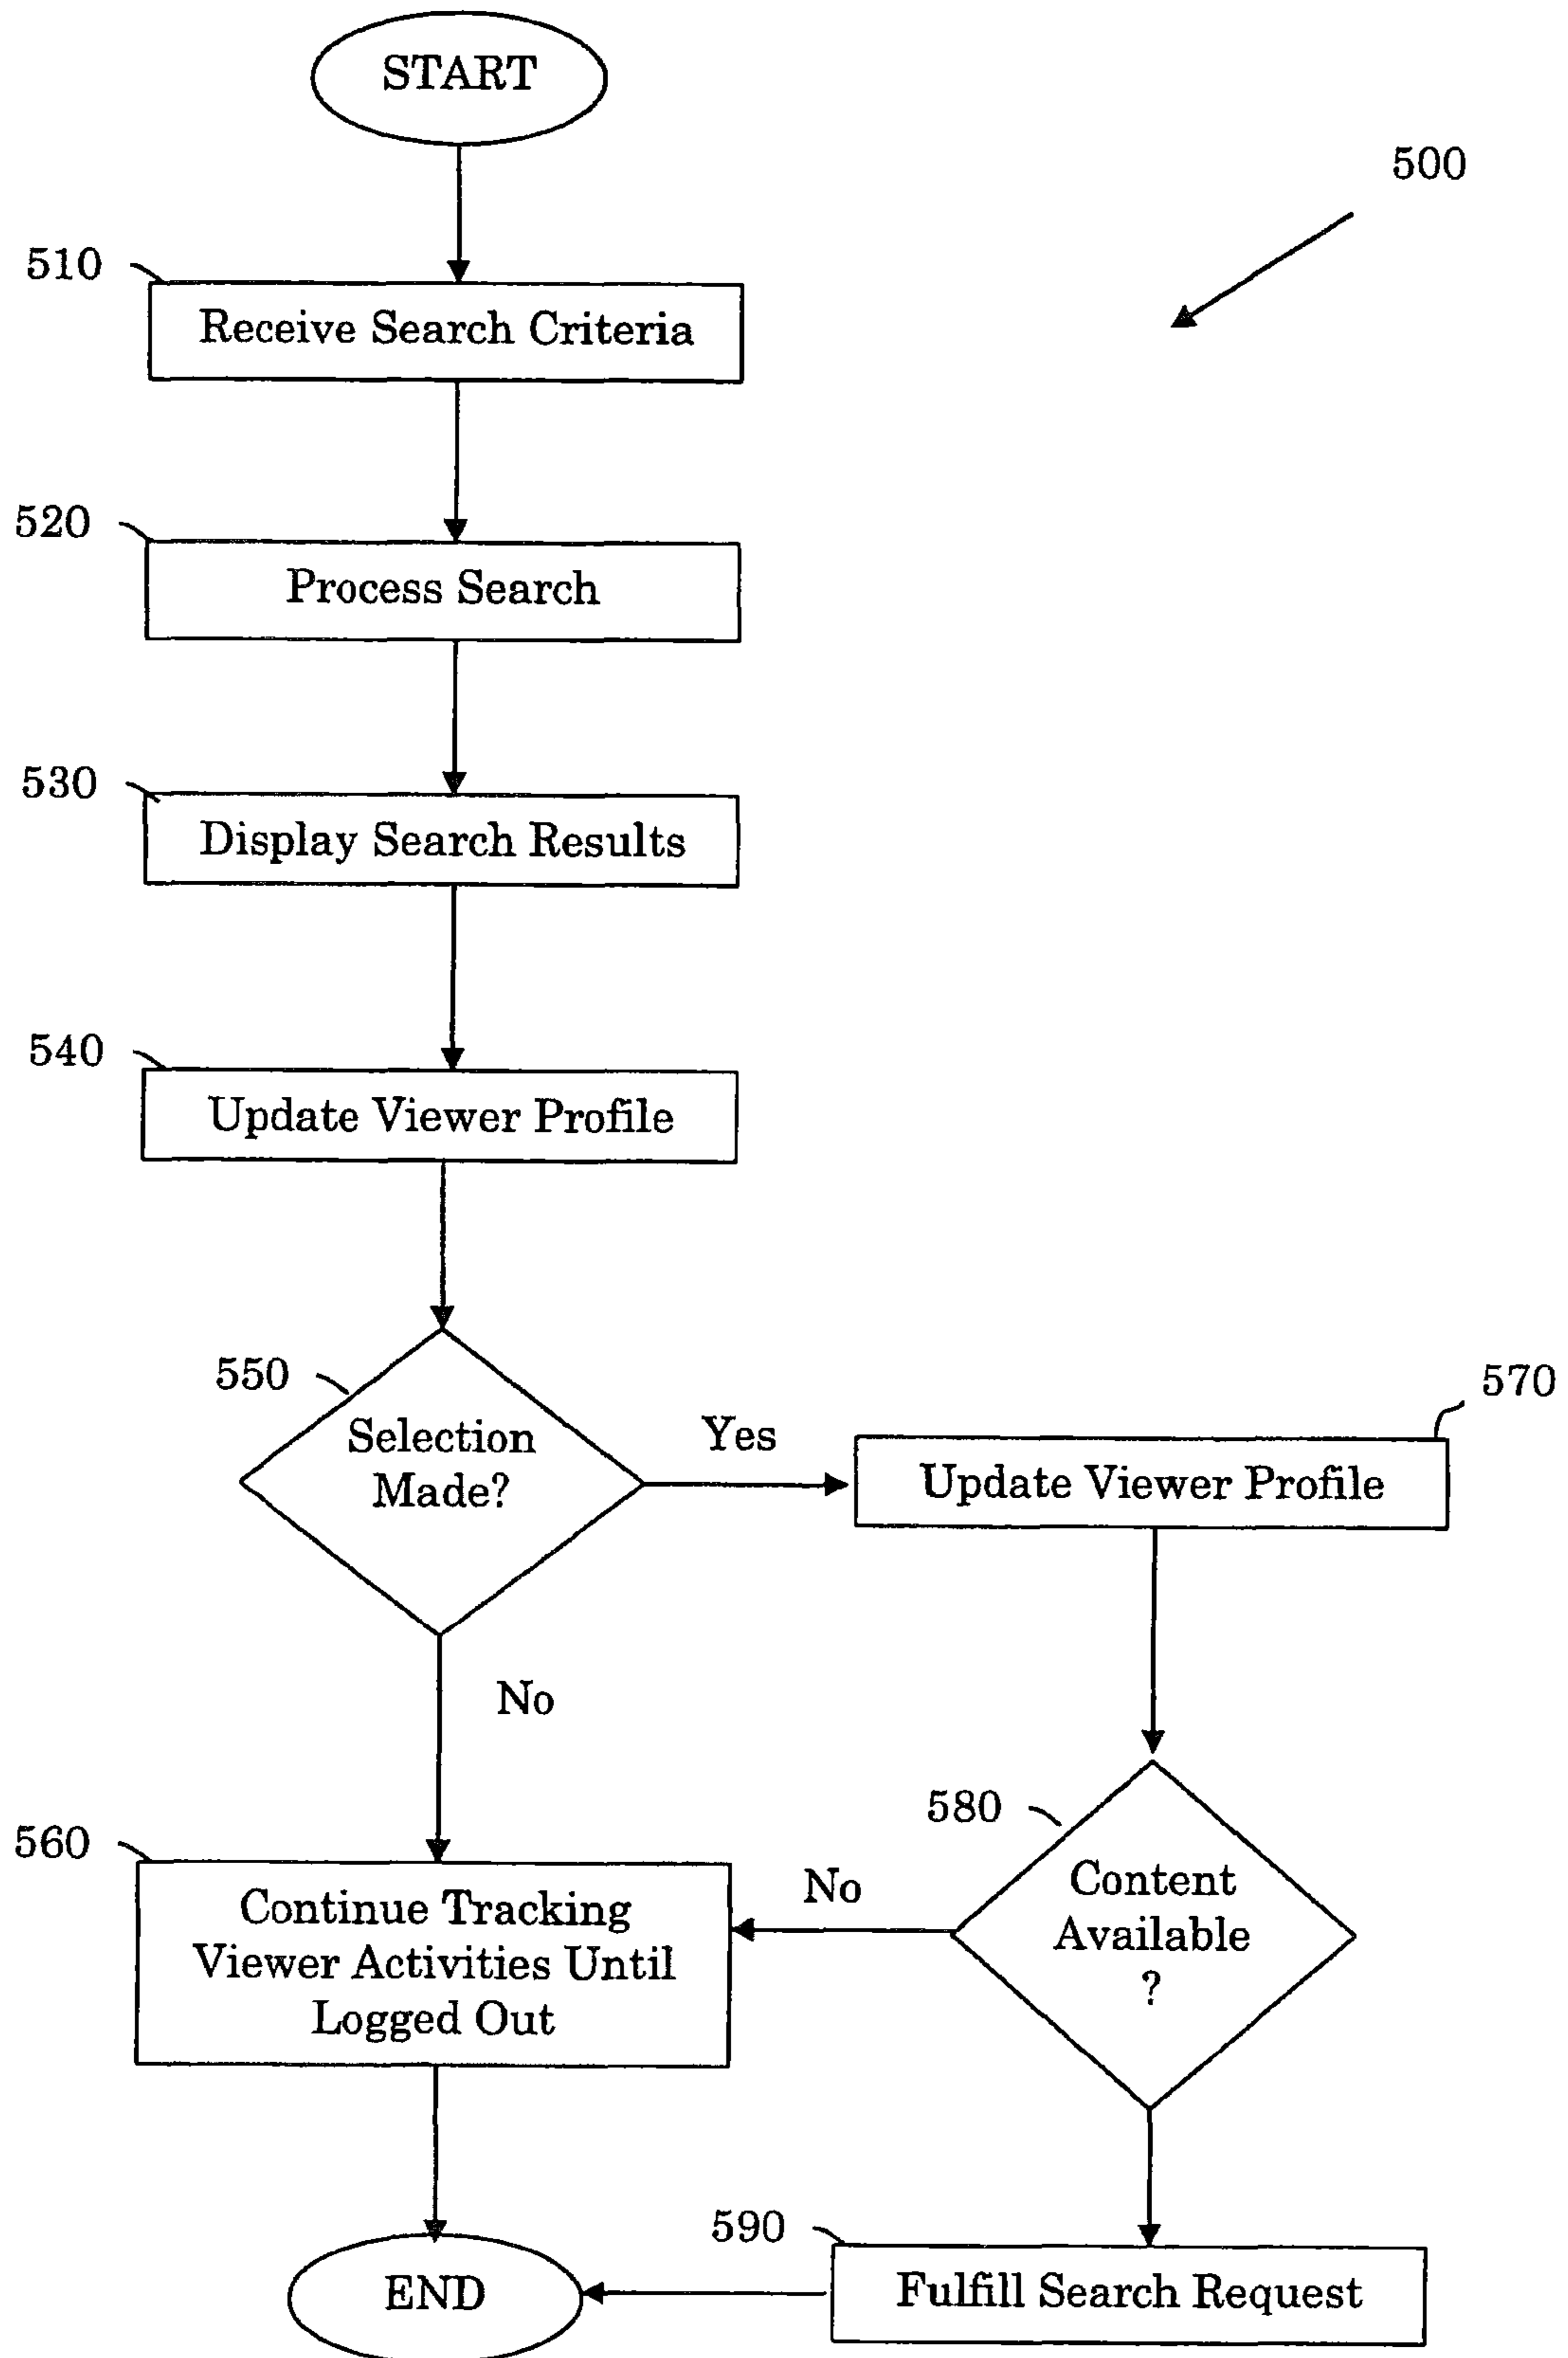 START
500
510
Receive Search Criteria
520
Process Search
530
Display Search Results
540
Update Viewer Profile
550
Selection
Made?
Yes
570
Update Viewer Profile
No
580
Content
Available
?
No
560
Continue Tracking
Viewer Activities Until
Logged Out
590
Fulfill Search Request
END